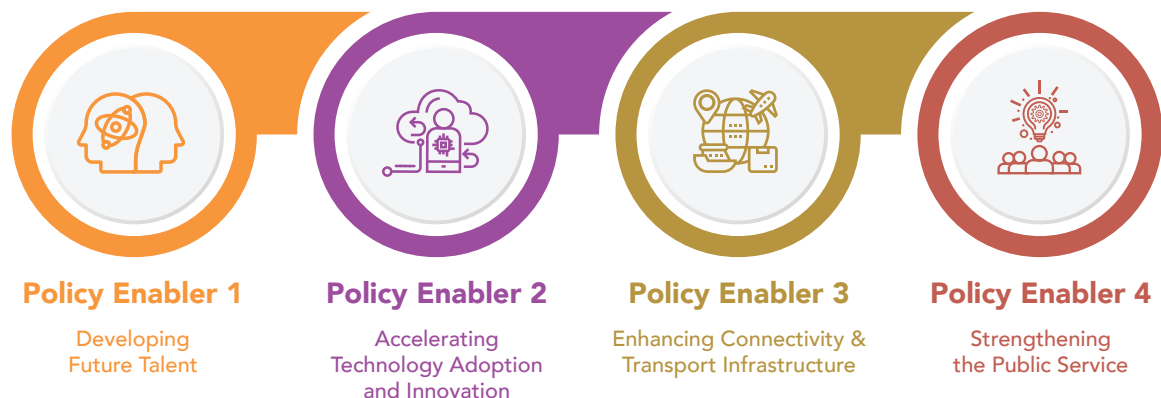 Policy Enabler 1
Developing
Future Talent
Policy Enabler 2
Accelerating
Technology Adoption
and Innovation
Policy Enabler 3
Enhancing Connectivity &
Transport Infrastructure
Policy Enabler 4
Strengthening
the Public Service